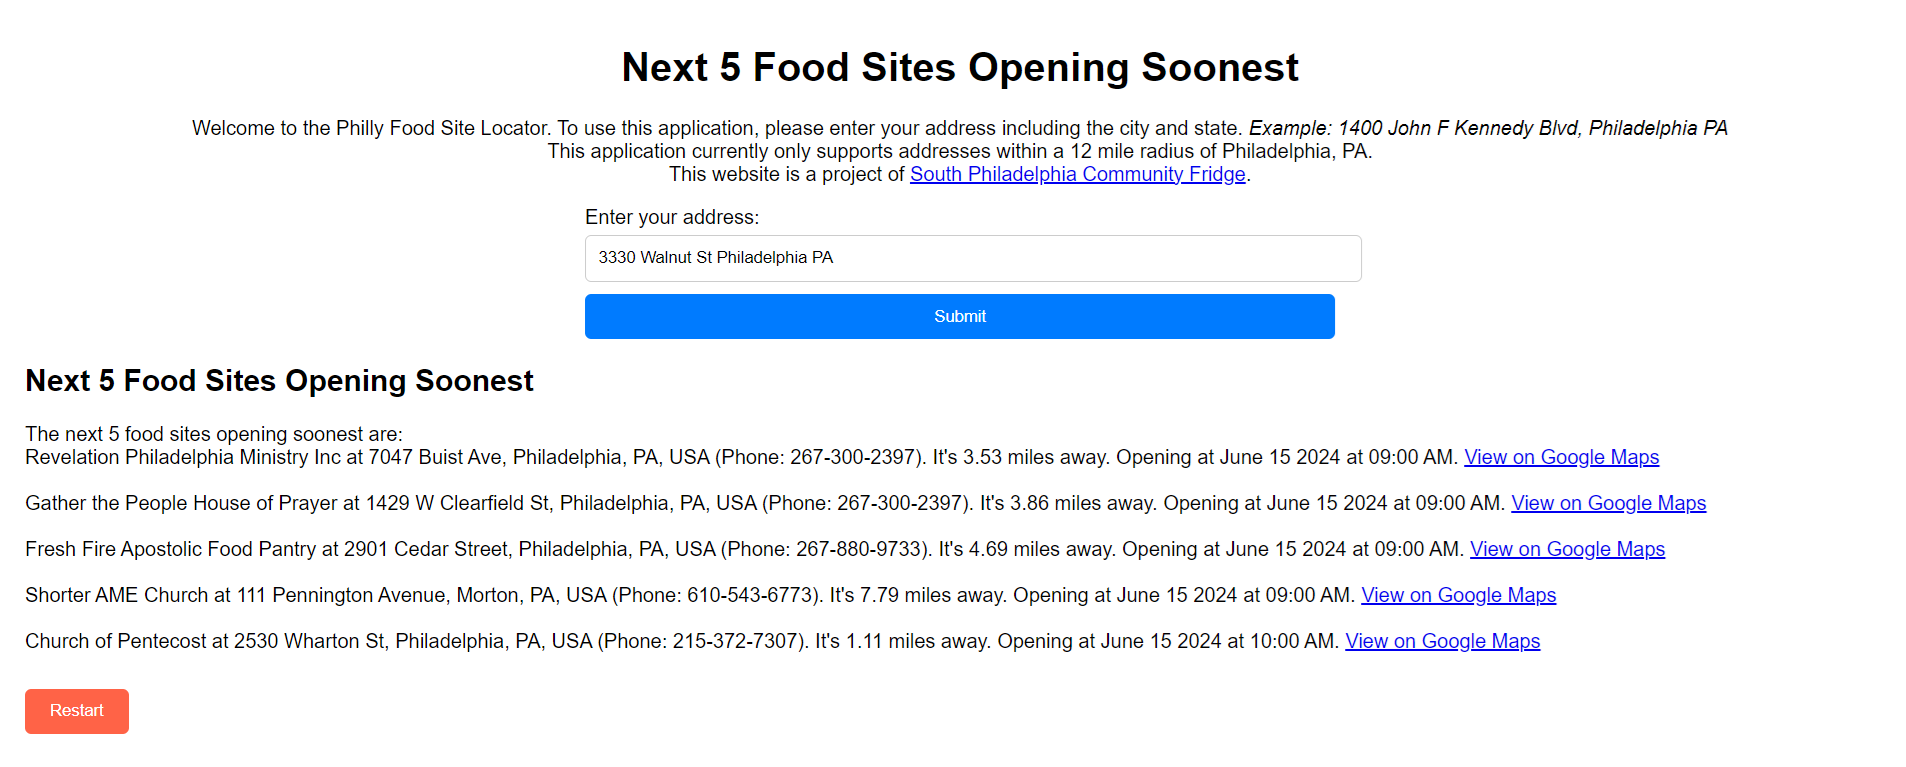 Next 5 Food Sites Opening Soonest
Welcome to the Philly Food Site Locator. To use this application, please enter your address including the city and state. Example: 1400 John F Kennedy Blvd, Philadelphia PA
This application currently only supports addresses within a 12 mile radius of Philadelphia, PA.
This website is a project of South Philadelphia Community Fridge.
Enter your address:
3330 Walnut St Philadelphia PA
Submit
Next 5 Food Sites Opening Soonest
The next 5 food sites opening soonest are:
Revelation Philadelphia Ministry Inc at 7047 Buist Ave, Philadelphia, PA, USA (Phone: 267-300-2397). It's 3.53 miles away. Opening at June 15 2024 at 09:00 AM. View on Google Maps
Gather the People House of Prayer at 1429 W Clearfield St, Philadelphia, PA, USA (Phone: 267-300-2397). It's 3.86 miles away. Opening at June 15 2024 at 09:00 AM. View on Google Maps
Fresh Fire Apostolic Food Pantry at 2901 Cedar Street, Philadelphia, PA, USA (Phone: 267-880-9733). It's 4.69 miles away. Opening at June 15 2024 at 09:00 AM. View on Google Maps
Shorter AME Church at 111 Pennington Avenue, Morton, PA, USA (Phone: 610-543-6773). It's 7.79 miles away. Opening at June 15 2024 at 09:00 AM. View on Google Maps
Church of Pentecost at 2530 Wharton St, Philadelphia, PA, USA (Phone: 215-372-7307). It's 1.11 miles away. Opening at June 15 2024 at 10:00 AM. View on Google Maps
Restart